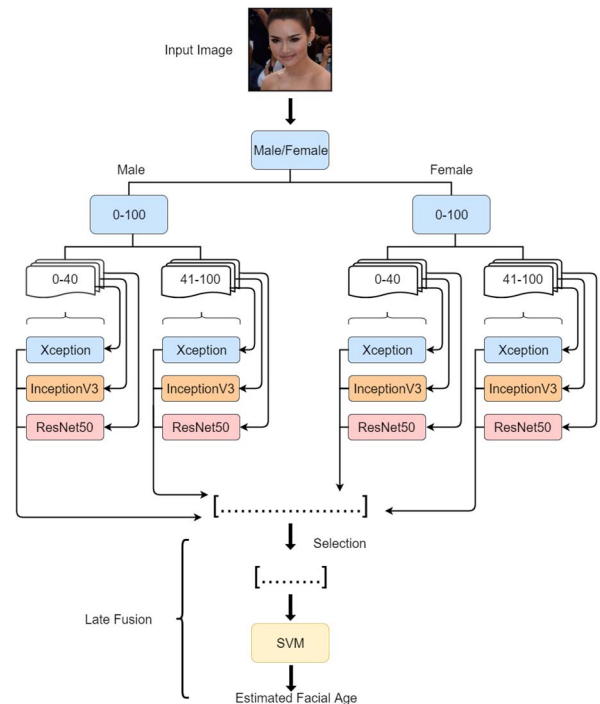 Input Image
Male/Female
Male
Female
0-100
0-100
0-40
41-100
0-40
41-100
Xception
Xception
Xception
Xception
InceptionV3
InceptionV3
InceptionV3
InceptionV3
ResNet50
ResNet50
ResNet50
ResNet50
[.....................]
Selection
[.........]
Late Fusion
SVM
Estimated Facial Age